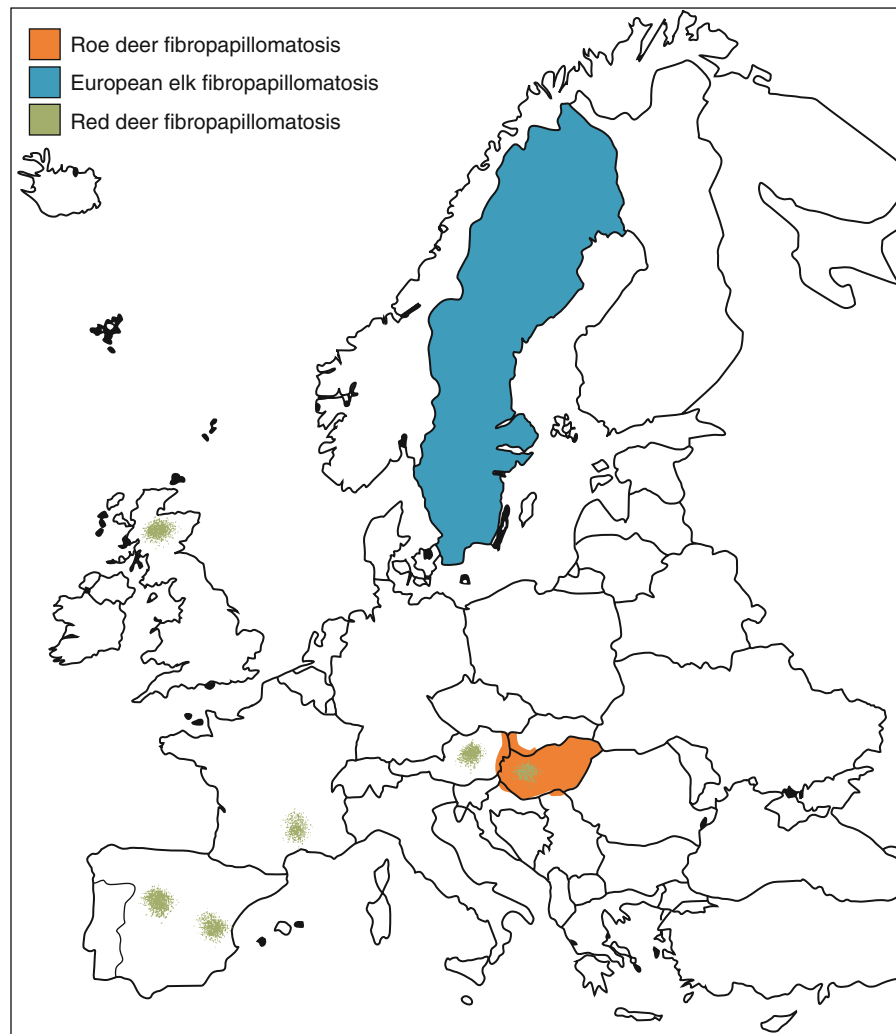 Roe deer fibropapillomatosis
European elk fibropapillomatosis
Red deer fibropapillomatosis